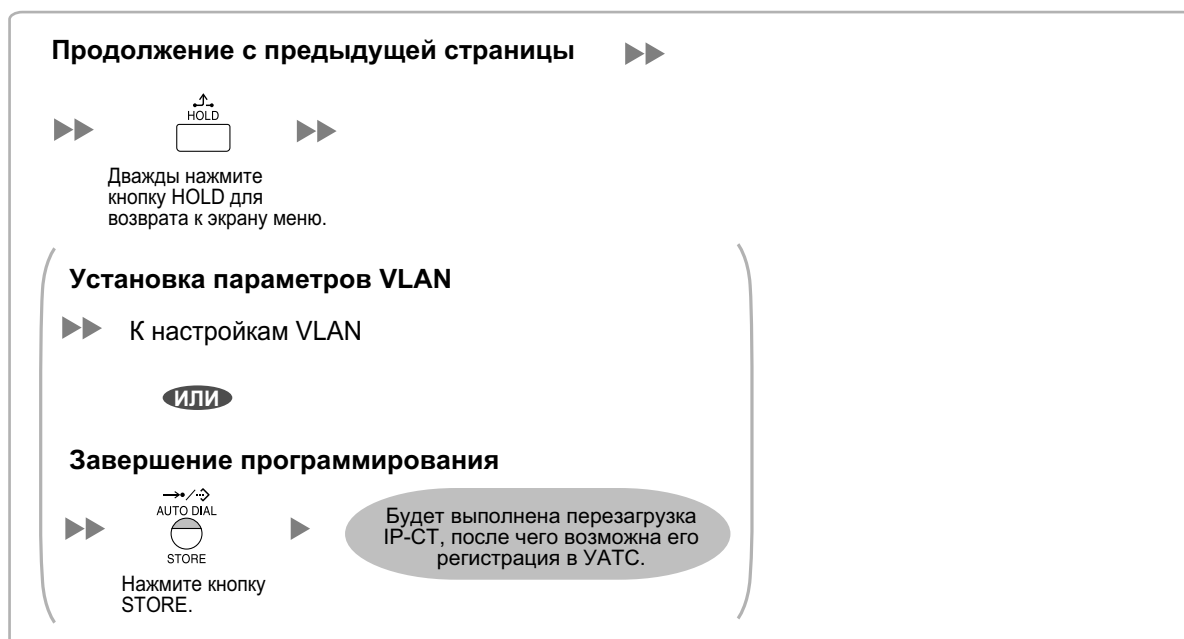 Продолжение с предыдущей страницы
HOLD
Дважды нажмите
кнопку HOLD для
возврата к экрану меню.
Установка параметров VLAN
К настройкам VLAN
ИЛИ
Завершение программирования
AUTO DIAL
STORE
Нажмите кнопку
STORE.
Будет выполнена перезагрузка
IP-СТ, после чего возможна его
регистрация в УАТС.